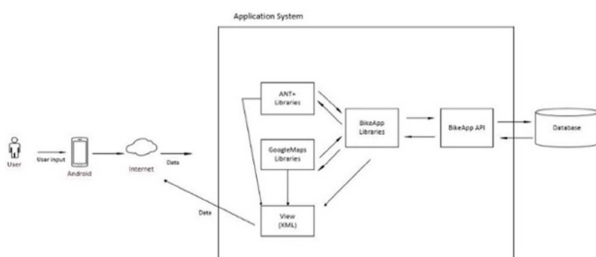 Application System
ANT+
Libraries
BikeApp
Libraries
BikeApp API
Database
GoogleMaps
Libraries
User
User input
Android
Internet
Data
Data
View
(XML)